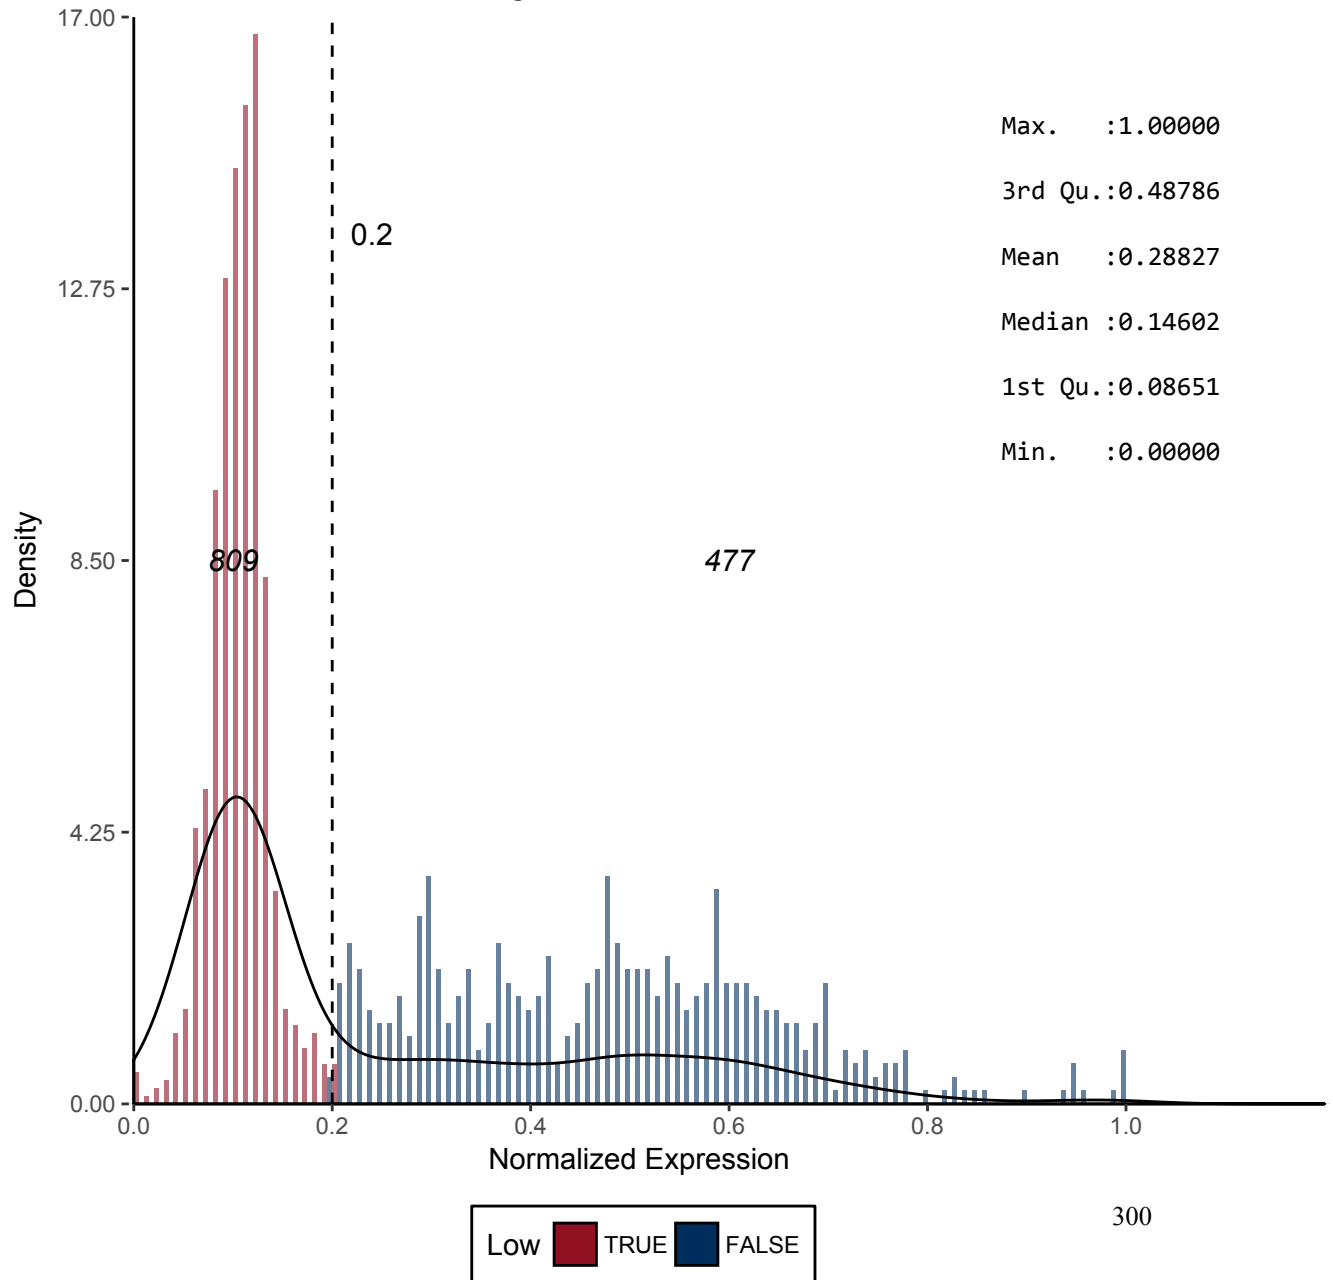 17.00
12.75
8.50
4.25
0.00
Density
0.2
Max. :1.00000
3rd Qu.:0.48786
Mean :0.28827
Median :0.14602
1st Qu.:0.08651
Min. :0.00000
809
477
0.0 0.2 0.4 0.6 0.8 1.0
Normalized Expression
300
Low TRUE FALSE